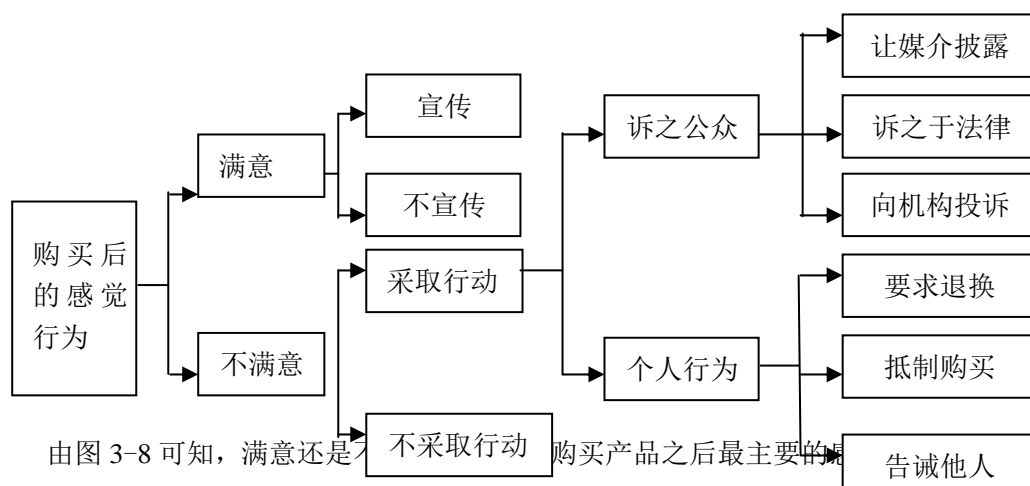 购买后
的感觉
行为
满意
不满意
宣传
不宣传
采取行动
不采取行动
诉之公众
个人行为
让媒介披露
诉之于法律
向机构投诉
要求退换
抵制购买
告诫他人
由图 3-8 可知，满意还是 购买产品之后最主要的